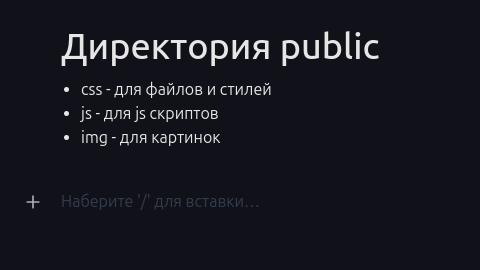 Директория public
css - для файлов и стилей
js - для js скриптов
img - для картинок
Наберите '/' для вставки...